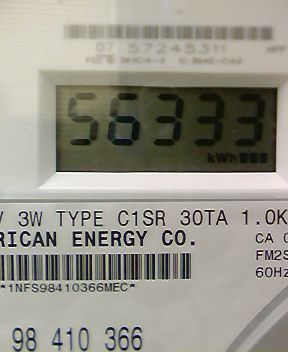 07 57245311
56333
kWh
V 3W TYPE C1SR 30TA 1.0K
RICAN ENERGY CO.
CA 0
FM2S
60Hz
*1NFS98410366MEC*
98 410 366